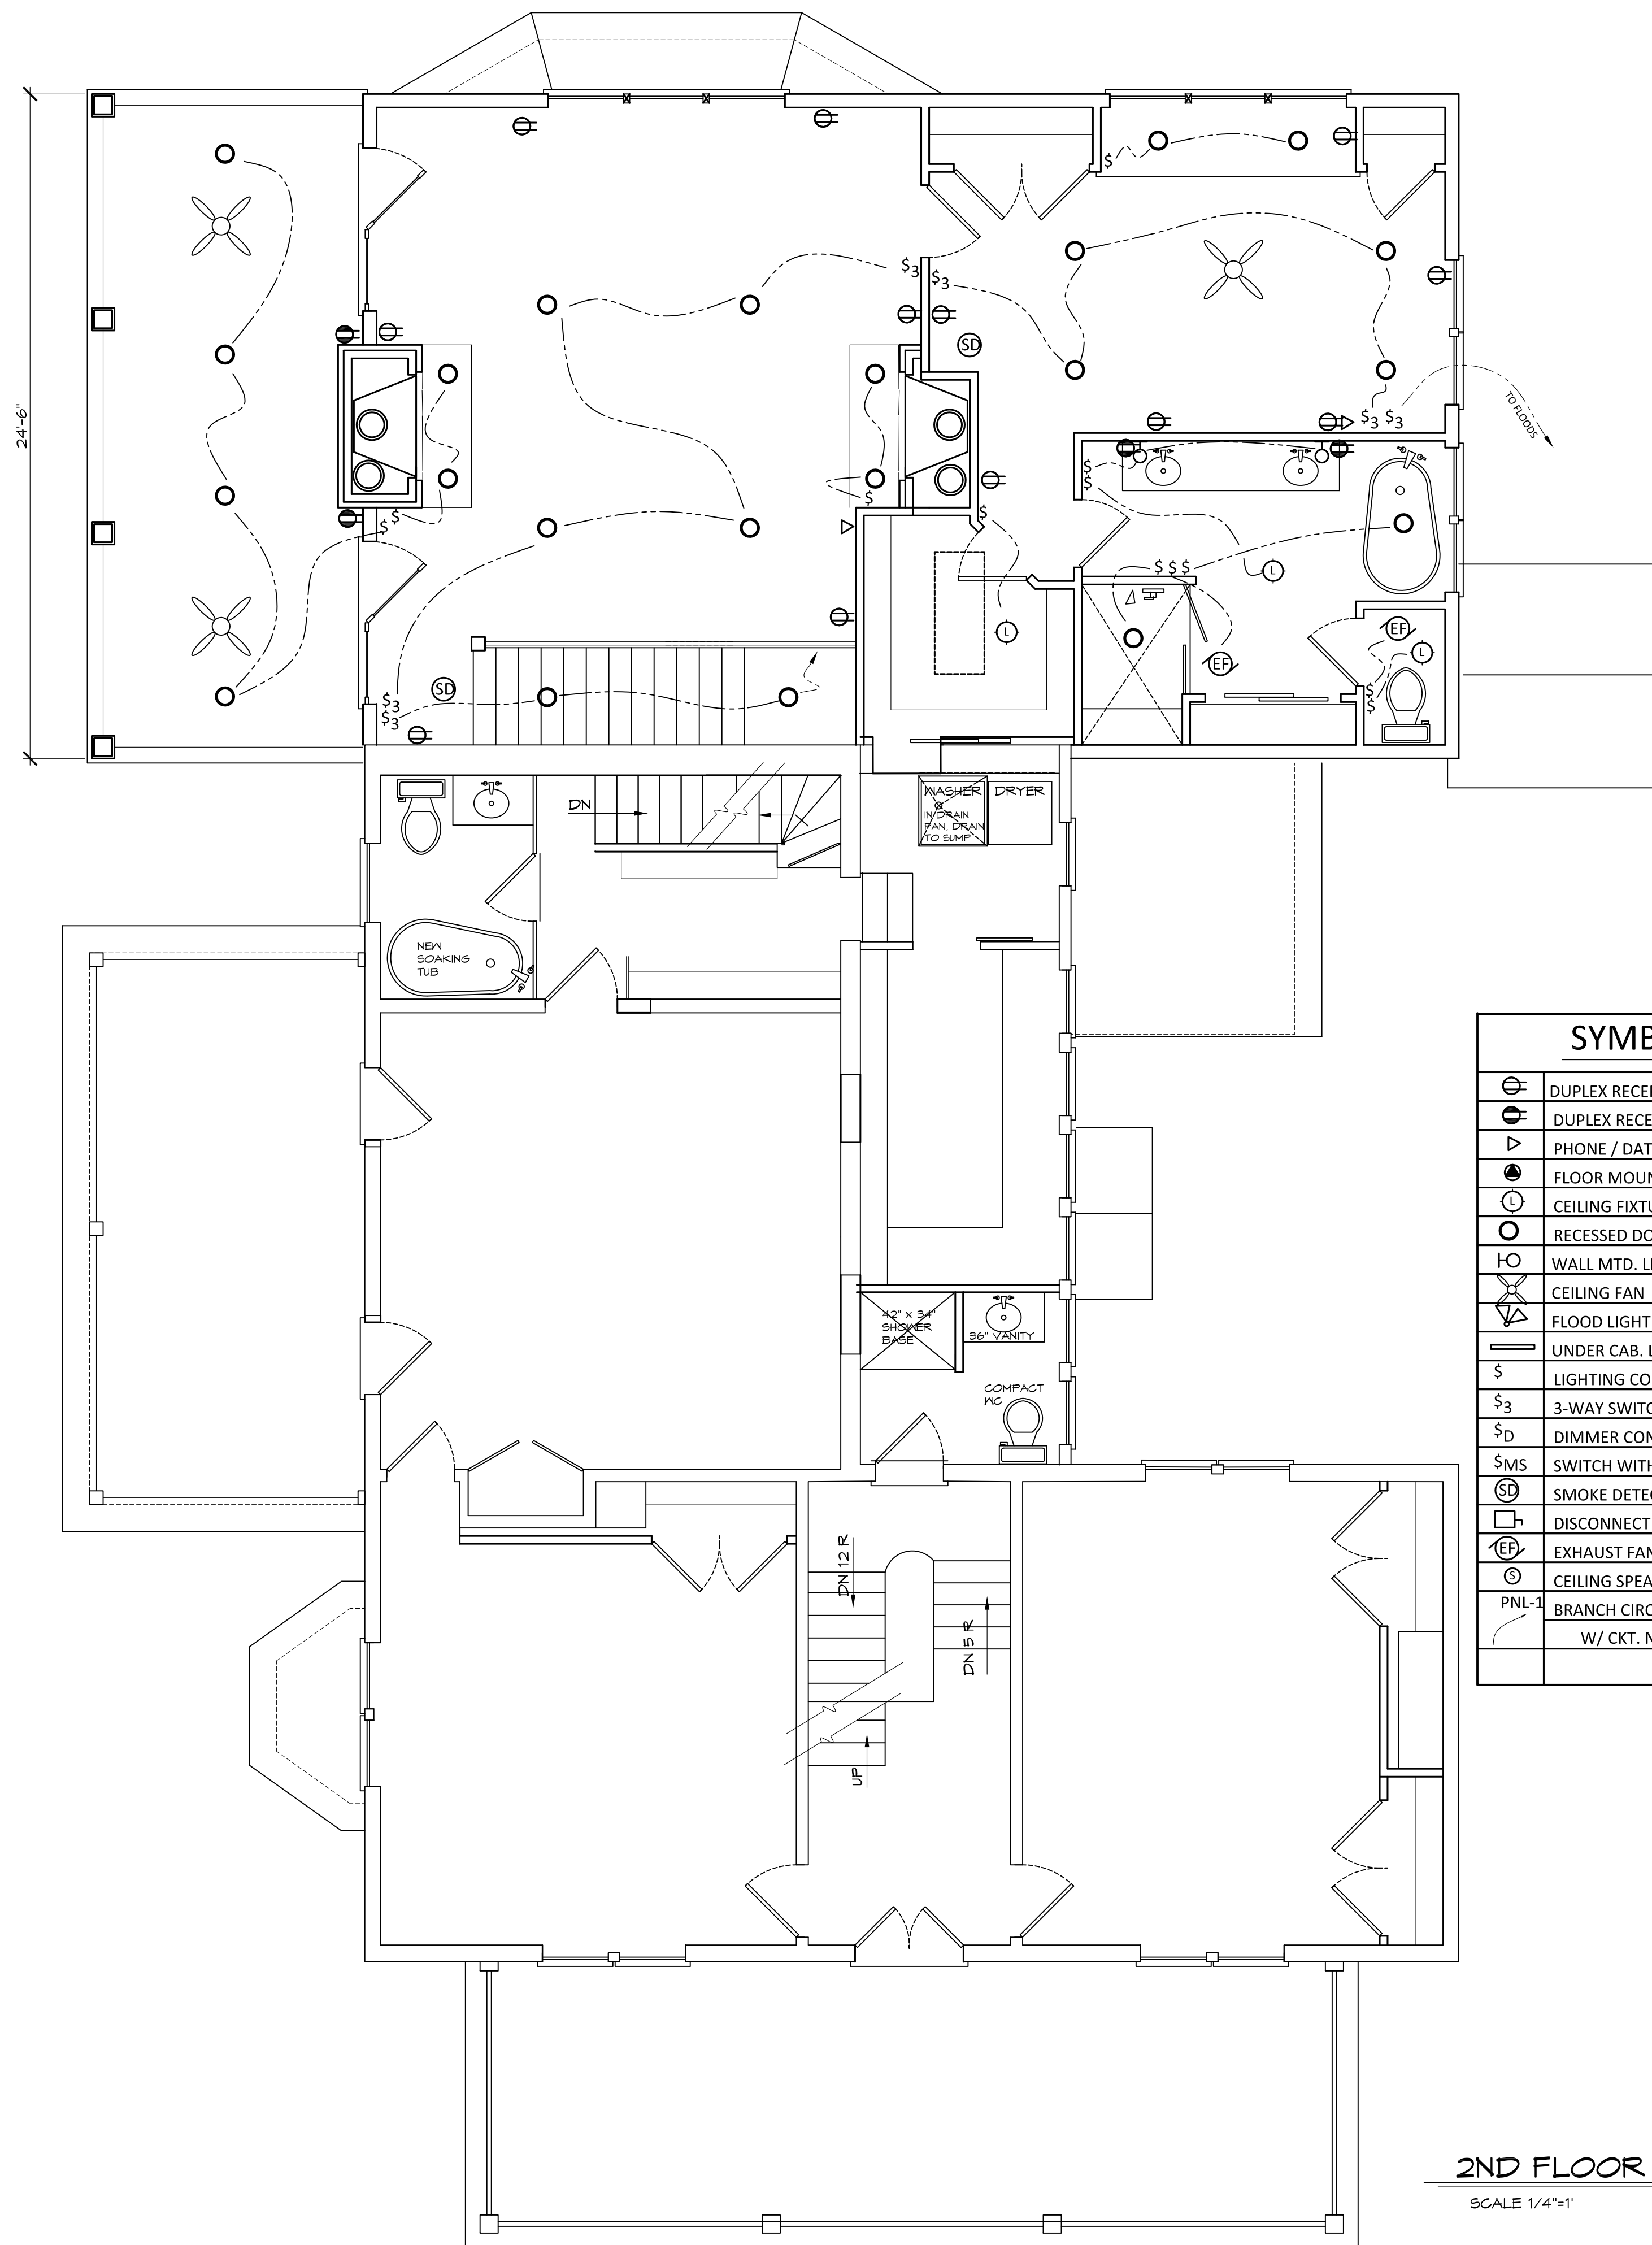 24'-6"
$
$3
$3
SD
$3 $3
TO FLOODS
$
$
$
$
$
$
$
$ $ $
L
L
EF
EF
L
$
$
SD
$3
$3
DN
WASHER
DRYER
IN DRAIN
PAN, DRAIN
TO SUMP
NEW
SOAKING
TUB
42" x 34"
SHOWER
BASE
36" VANITY
COMPACT
WC
DN 12 R
DN 5 R
UP
SYMB
DUPLEX RECE
DUPLEX RECE
PHONE / DAT
FLOOR MOUN
L CEILING FIXTU
RECESSED DO
WALL MTD. LI
CEILING FAN
FLOOD LIGHT
UNDER CAB. L
$ LIGHTING CO
$3 3-WAY SWITC
$D DIMMER CON
$MS SWITCH WITH
SD SMOKE DETE
DISCONNECT
EF EXHAUST FAN
S CEILING SPEA
PNL-1 BRANCH CIRC
W/ CKT. N
2ND FLOOR
SCALE 1/4"=1'